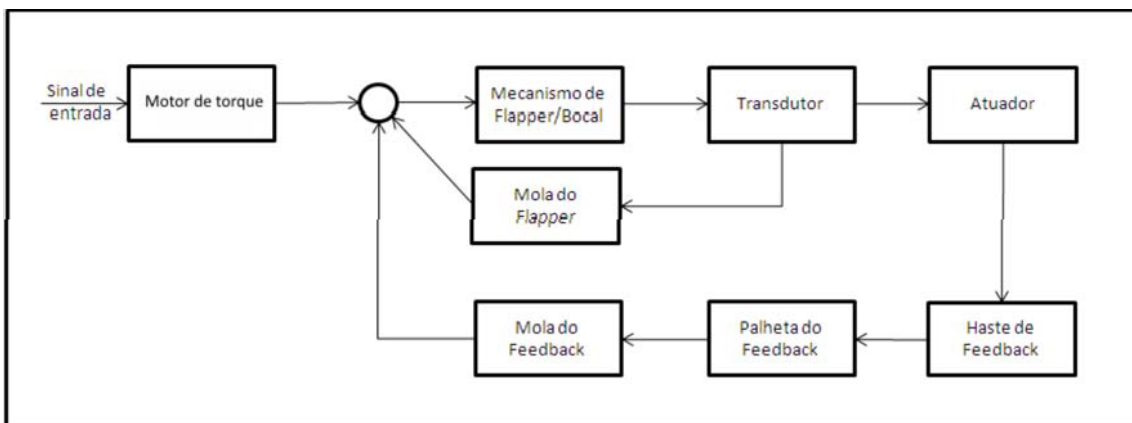 Sinal de
entrada
Motor de torque
Mecanismo de
Flapper/Bocal
Transdutor
Atuador
Mola do
Flapper
Mola do
Feedback
Palheta do
Feedback
Haste de
Feedback